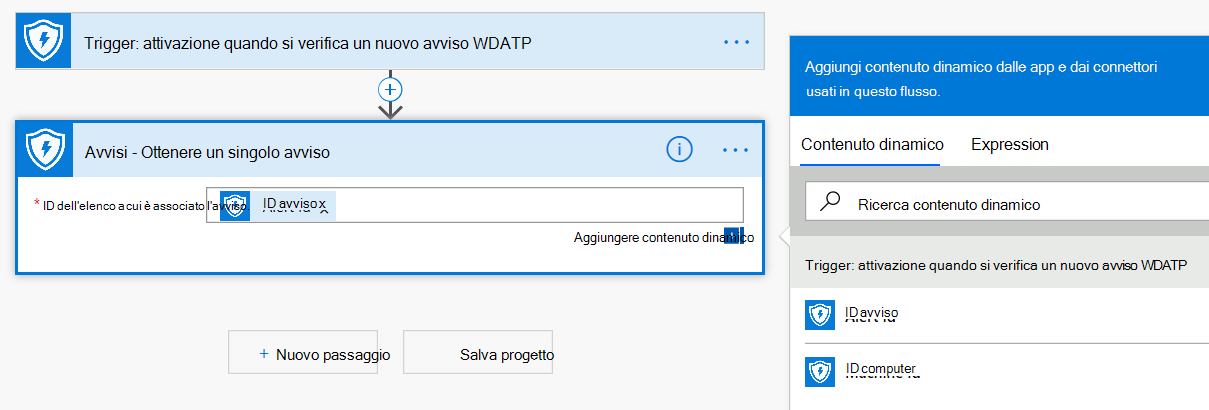 Trigger: attivazione quando si verifica un nuovo avviso WDATP
Avvisi - Ottenere un singolo avviso
* ID dell'elenco a cui è associato l'avviso.
ID avviso x
Aggiungere contenuto dinamico
+ Nuovo passaggio
Salva progetto
Aggiungi contenuto dinamico dalle app e dai connettori
usati in questo flusso.
Contenuto dinamico
Expression
Ricerca contenuto dinamico
Trigger: attivazione quando si verifica un nuovo avviso WDATP
ID avviso
ID computer